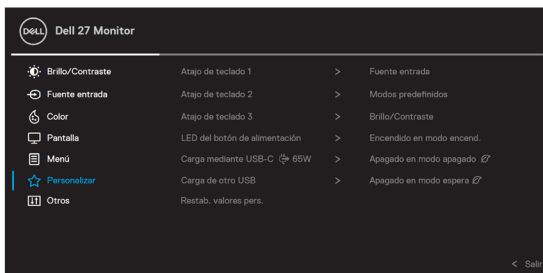 DELL Dell 27 Monitor
Brillo/Contraste Atajo de teclado 1 > Fuente entrada
Fuente entrada Atajo de teclado 2 > Modos predefinidos
Color Atajo de teclado 3 > Brillo/Contraste
Pantalla LED del botón de alimentación > Encendido en modo encend.
Menú Carga mediante USB-C 65W > Apagado en modo apagado
Personalizar Carga de otro USB > Apagado en modo espera
Otros Restab. valores pers.
< Salir